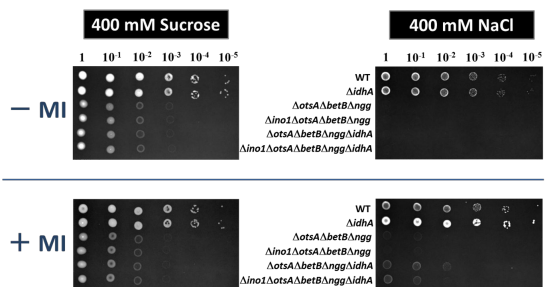 400 mM Sucrose
400 mM NaCl
1 10⁻¹ 10⁻² 10⁻³ 10⁻⁴ 10⁻⁵
1 10⁻¹ 10⁻² 10⁻³ 10⁻⁴ 10⁻⁵
− MI
WT
ΔidhA
ΔotsAΔbetBΔngg
Δino1ΔotsAΔbetBΔngg
ΔotsAΔbetBΔnggΔidhA
Δino1ΔotsAΔbetBΔnggΔidhA
+ MI
WT
ΔidhA
ΔotsAΔbetBΔngg
Δino1ΔotsAΔbetBΔngg
ΔotsAΔbetBΔnggΔidhA
Δino1ΔotsAΔbetBΔnggΔidhA